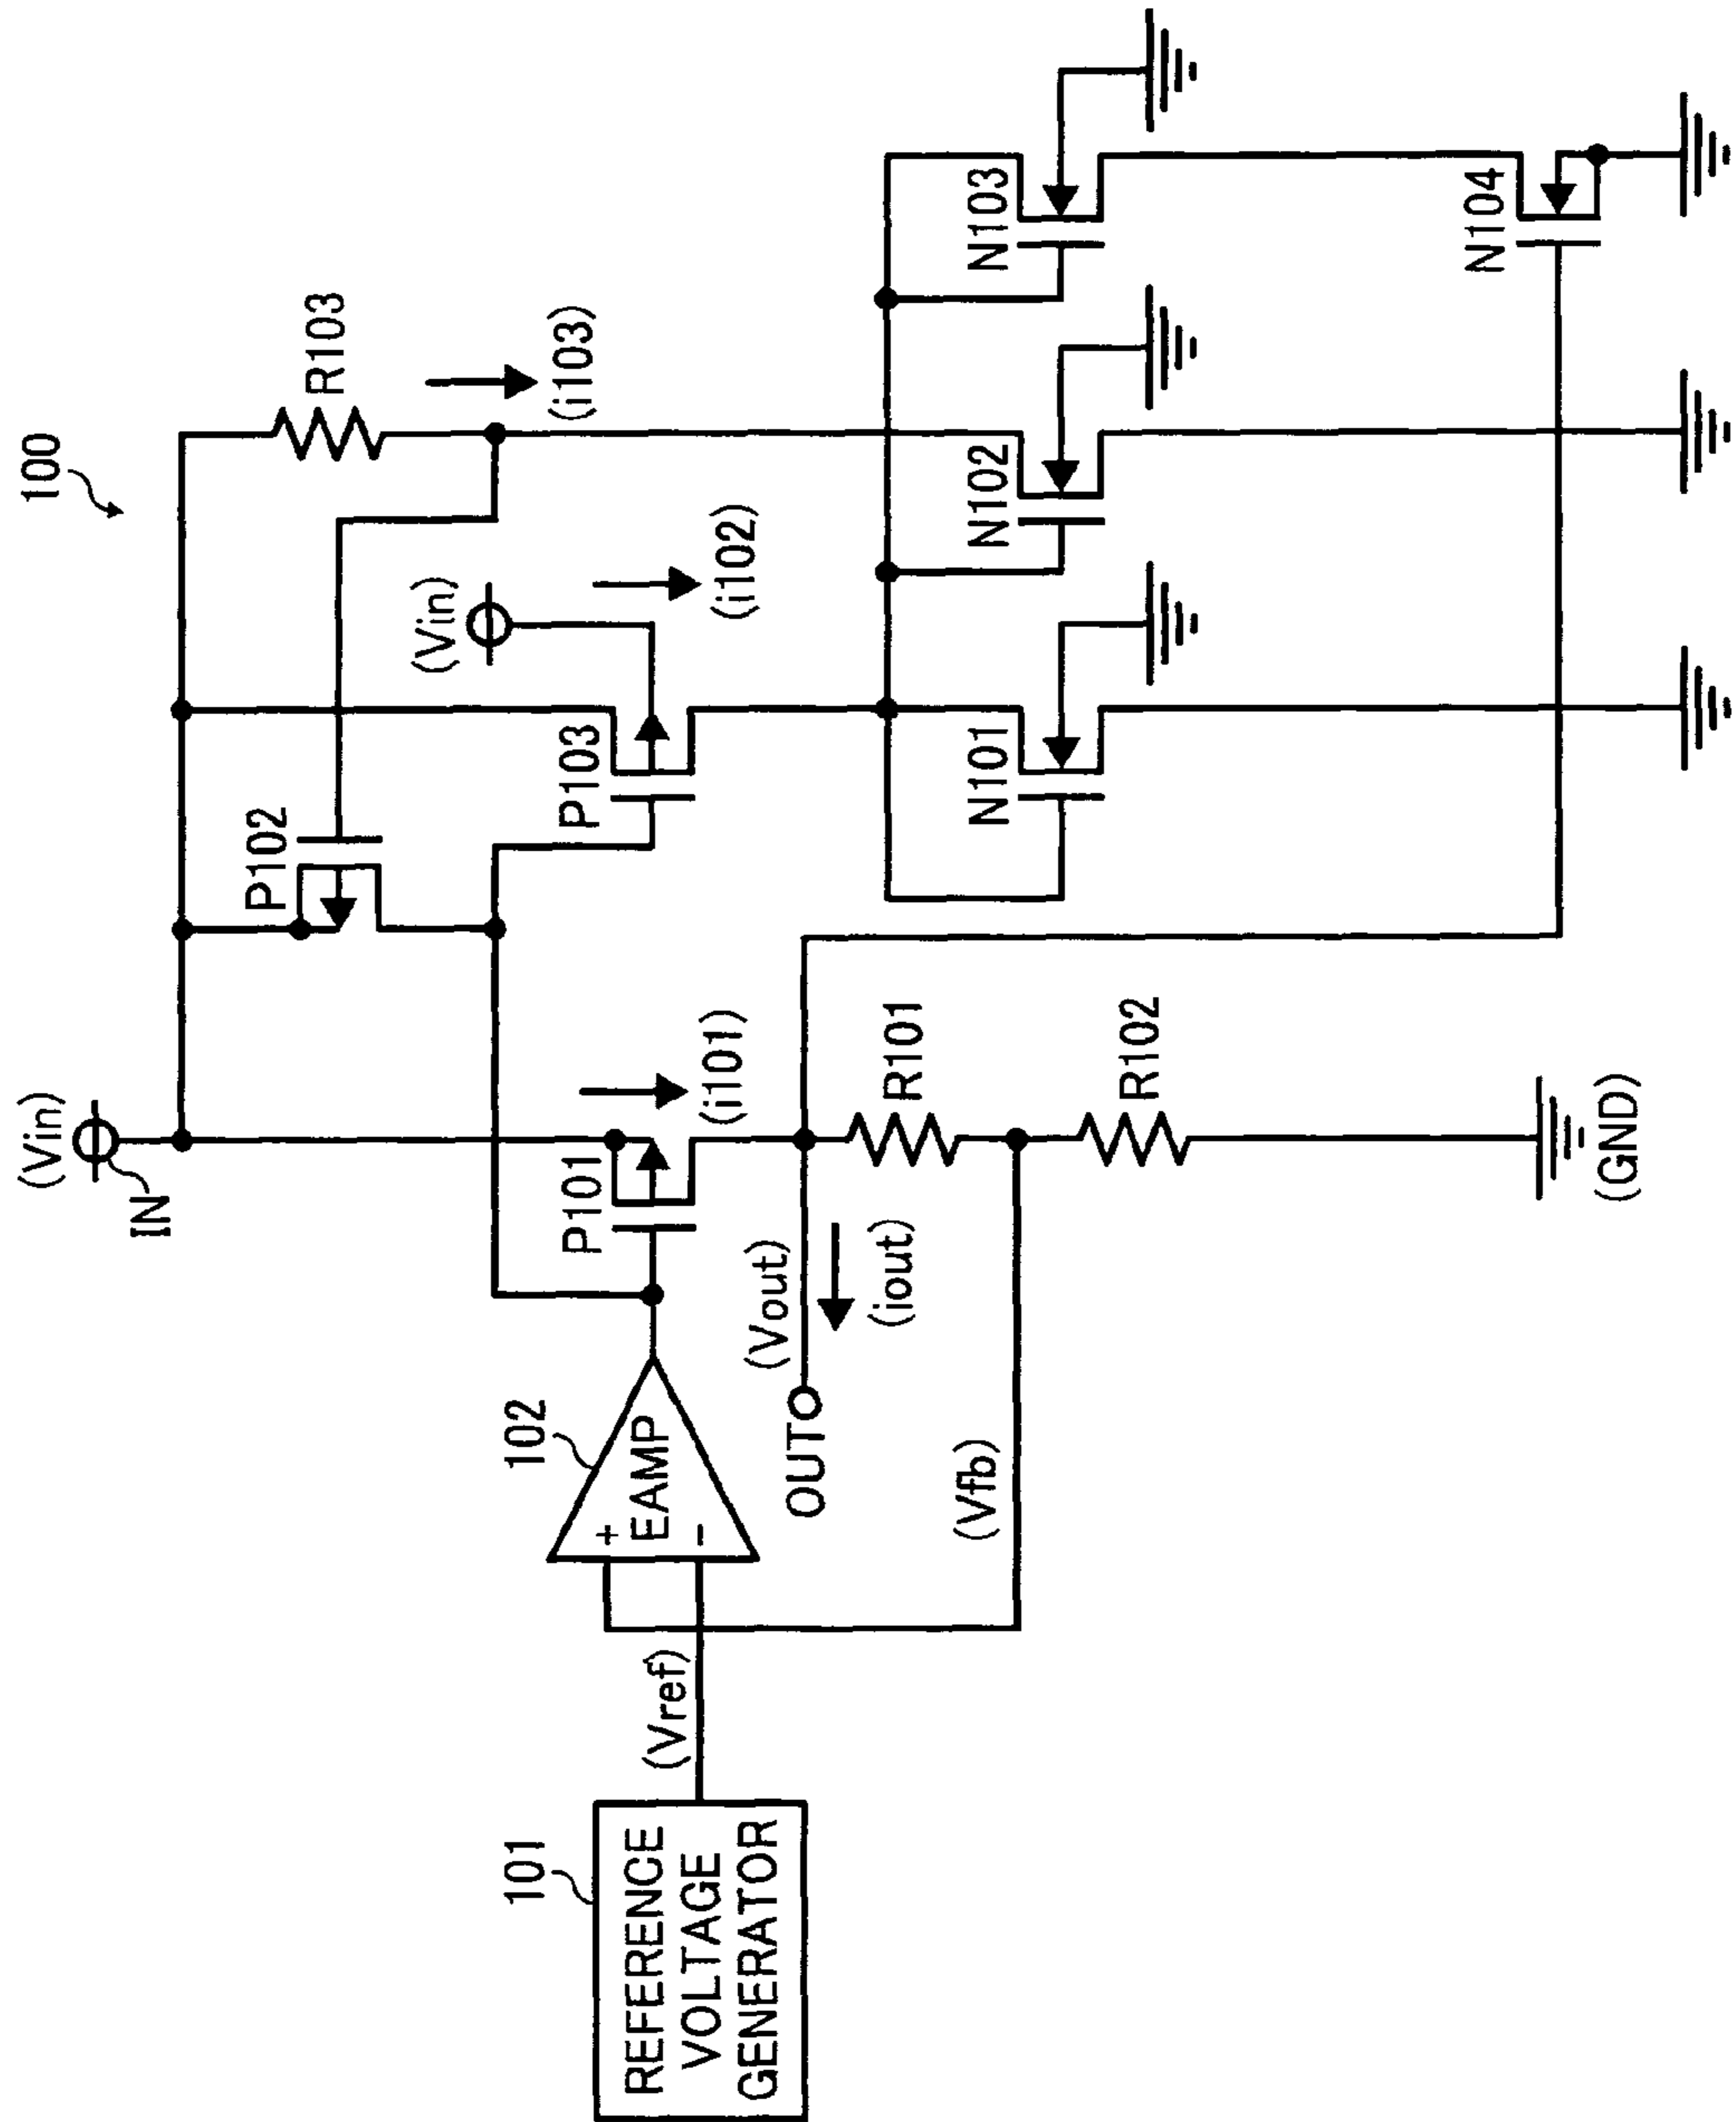 100
(Vin)
IN
P102
R103
(i103)
(Vin)
P103
(i102)
101
REFERENCE
VOLTAGE
GENERATOR
(Vref)
102
EAMP
+
-
P101
(i101)
(Vout)
OUT
(iout)
(Vfb)
R101
R102
(GND)
N101
N102
N103
N104